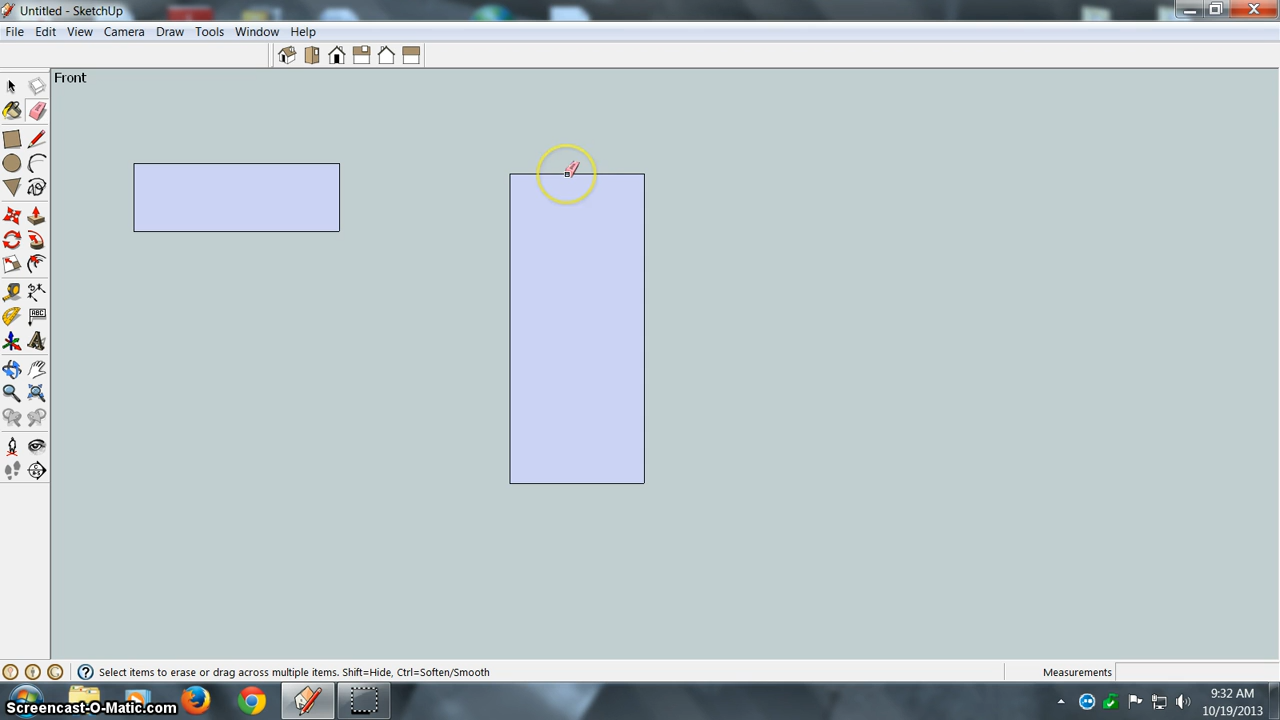 Untitled - SketchUp
File Edit View Camera Draw Tools Window Help
Front
ABC
Select items to erase or drag across multiple items. Shift=Hide, Ctrl=Soften/Smooth
Measurements
9:32 AM
10/19/2013
Screencast-O-Matic.com